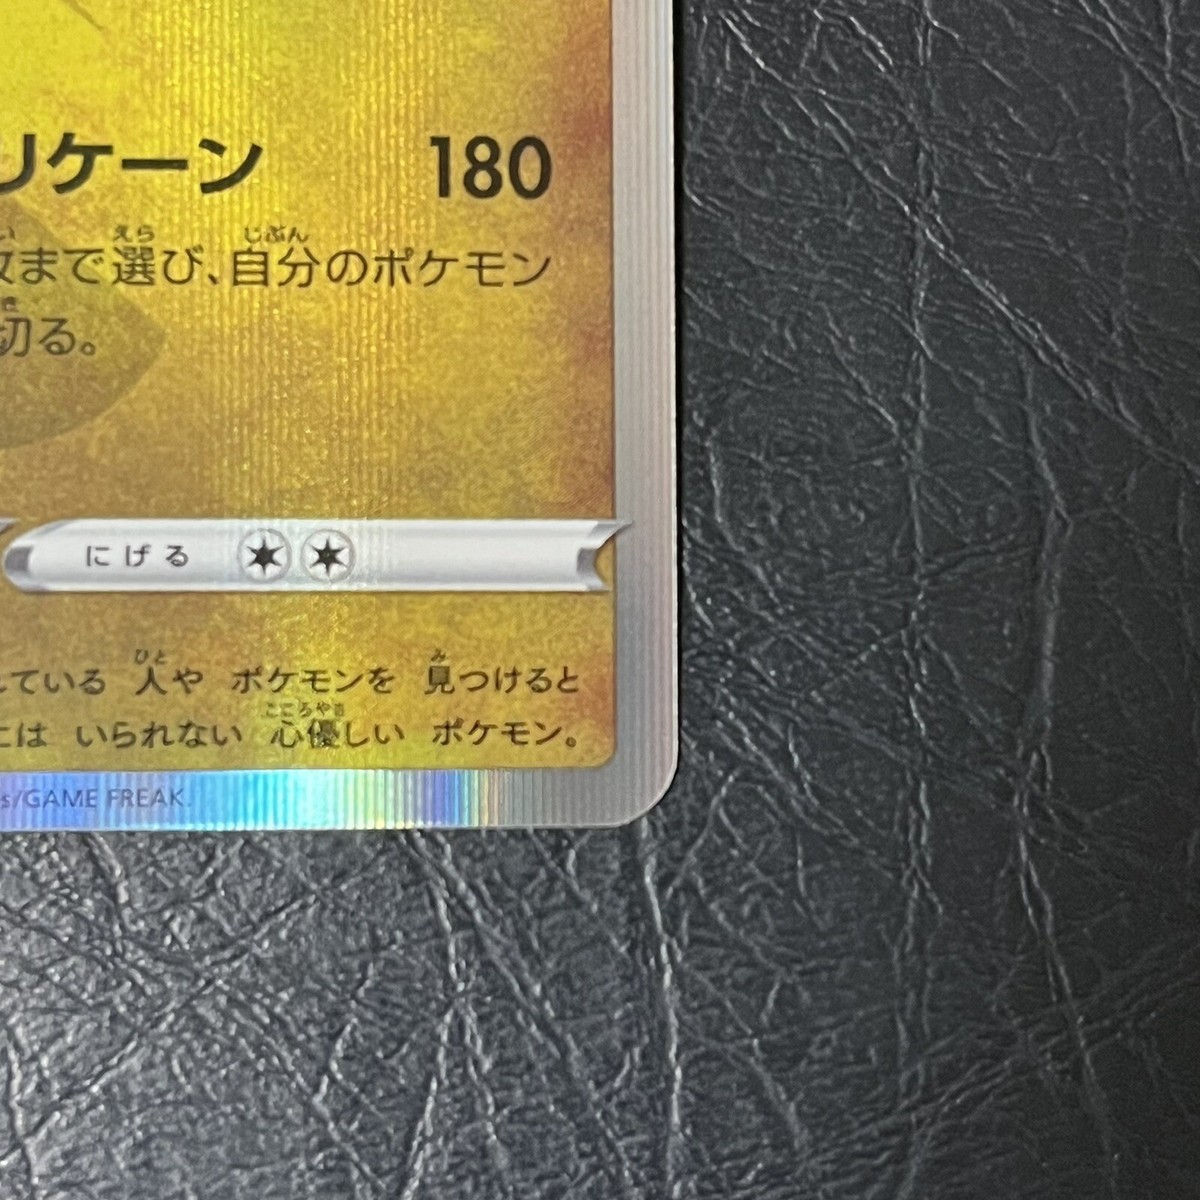 リケーン 180
枚まで選び、自分のポケモン
切る。
にげる
ている 人や ポケモンを 見つけると
には いられない 心優しい ポケモン。
s/GAME FREAK.